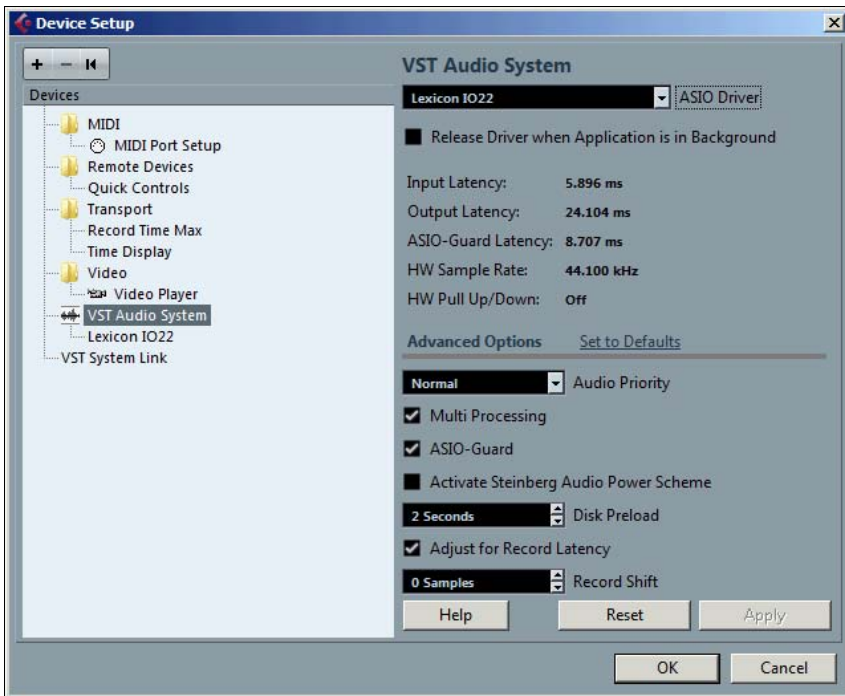 Device Setup
Devices
MIDI
MIDI Port Setup
Remote Devices
Quick Controls
Transport
Record Time Max
Time Display
Video
Video Player
VST Audio System
Lexicon IO22
VST System Link
VST Audio System
Lexicon IO22 ASIO Driver
Release Driver when Application is in Background
Input Latency: 5.896 ms
Output Latency: 24.104 ms
ASIO-Guard Latency: 8.707 ms
HW Sample Rate: 44.100 kHz
HW Pull Up/Down: Off
Advanced Options Set to Defaults
Normal Audio Priority
Multi Processing
ASIO-Guard
Activate Steinberg Audio Power Scheme
2 Seconds Disk Preload
Adjust for Record Latency
0 Samples Record Shift
Help Reset Apply
OK Cancel